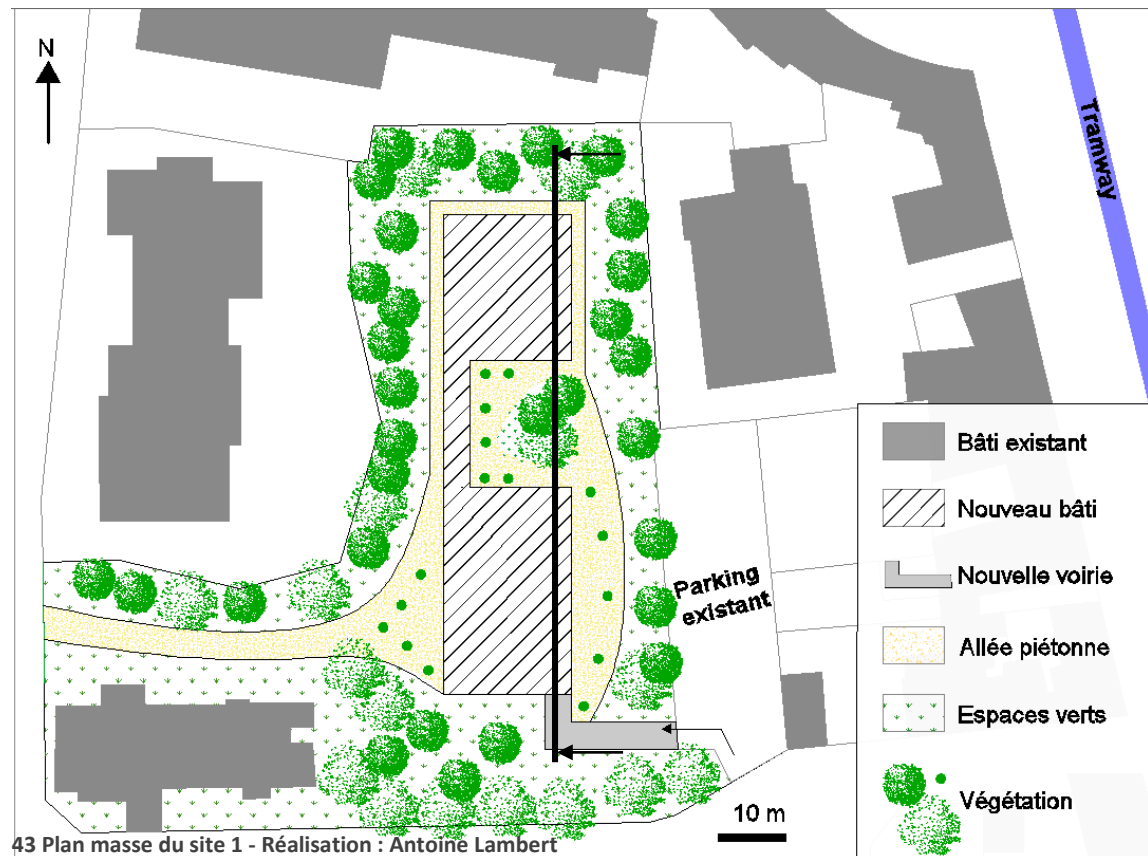 N
Tramway
Parking
existant
Bâti existant
Nouveau bâti
Nouvelle voirie
Allée piétonne
Espaces verts
Végétation
10 m
43 Plan masse du site 1 - Réalisation : Antoine Lambert